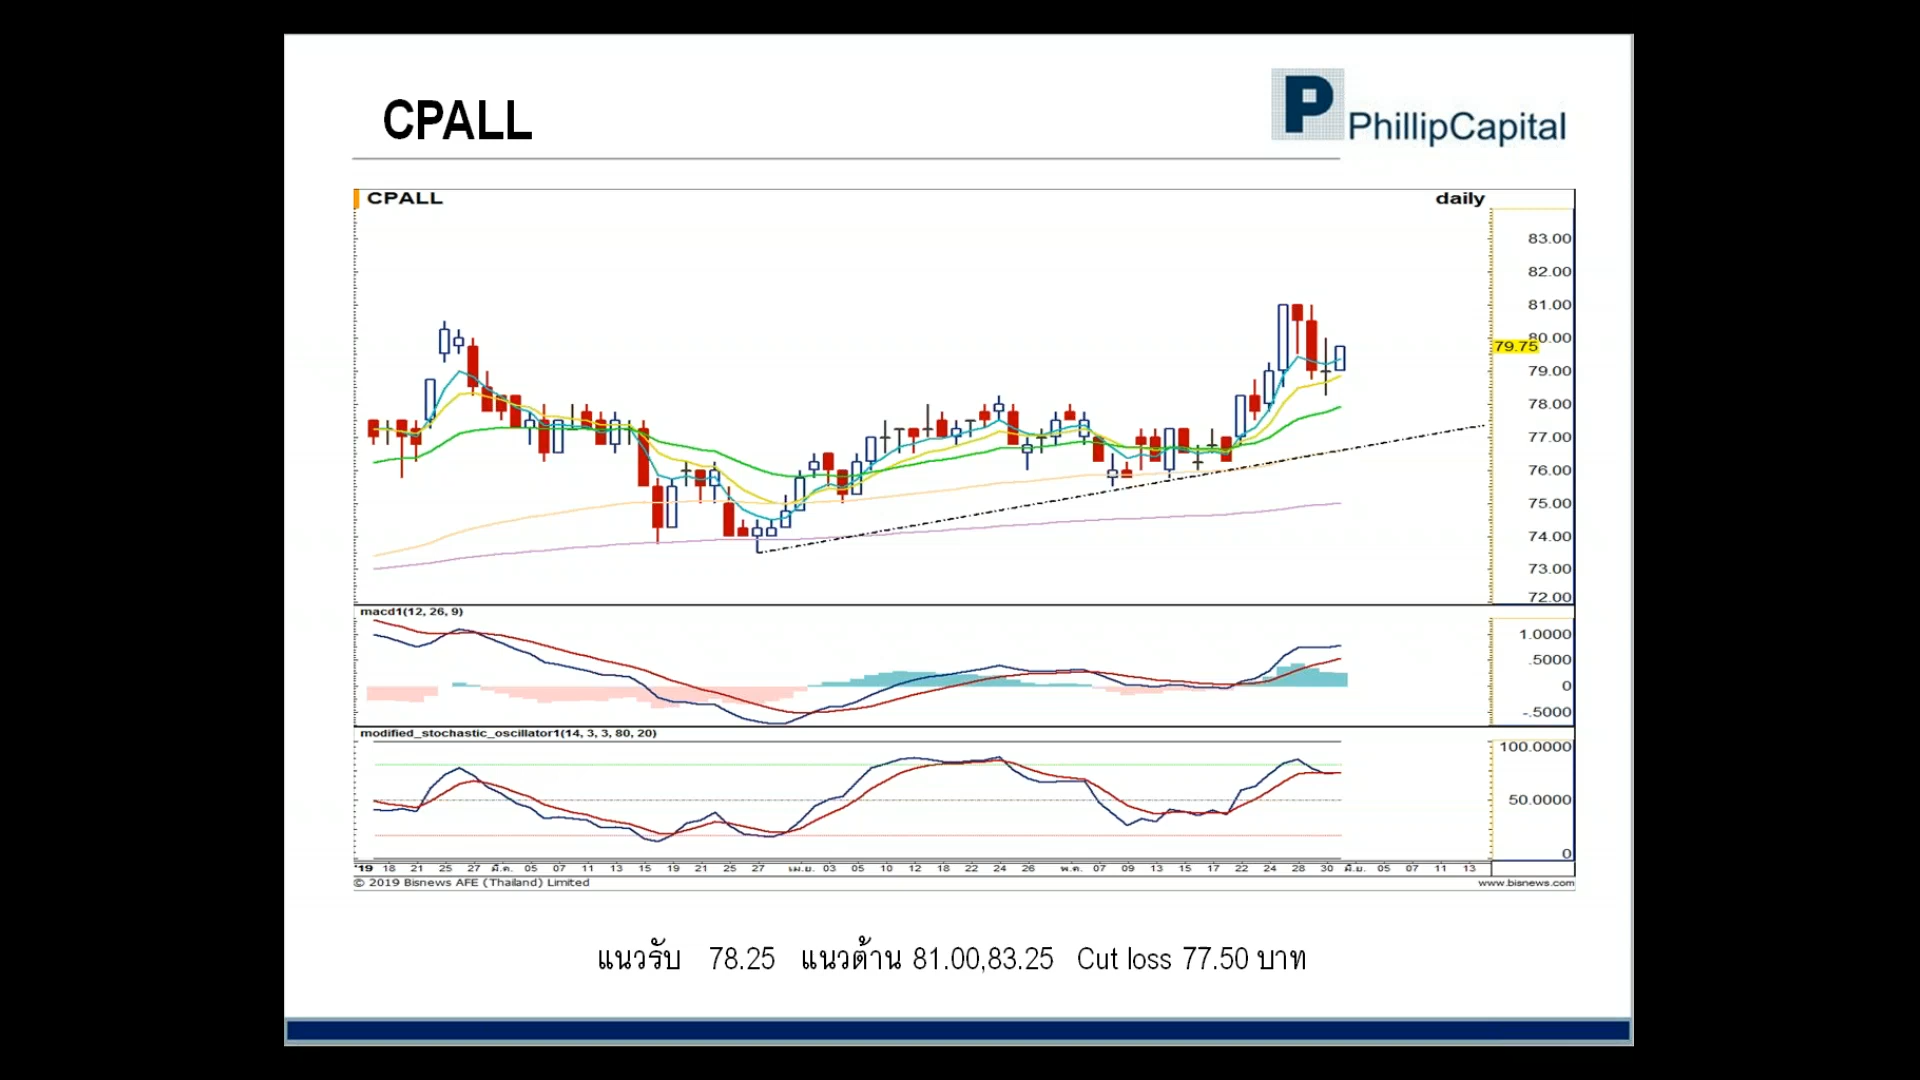 CPALL
P PhillipCapital
CPALL daily
83.00
82.00
81.00
80.00
79.75
79.00
78.00
77.00
76.00
75.00
74.00
73.00
72.00
macd1(12, 26, 9)
1.0000
.5000
0
-.5000
modified_stochastic_oscillator1(14, 3, 3, 80, 20)
100.0000
50.0000
0
'19 18 21 25 27 มี.ค. 05 07 11 13 15 19 21 25 27 เม.ย. 03 05 10 12 18 22 24 26 พ.ค. 07 09 13 15 17 22 24 28 30 มิ.ย. 05 07 11 13
© 2019 Bisnews AFE (Thailand) Limited www.bisnews.com
แนวรับ 78.25 แนวต้าน 81.00,83.25 Cut loss 77.50 บาท